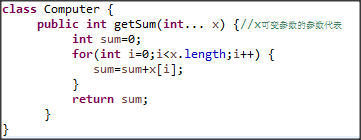 class Computer {
public int getSum(int... x) {//x可变参数的参数代表
int sum=0;
for(int i=0;i<x.length;i++) {
sum=sum+x[i];
}
return sum;
}
}